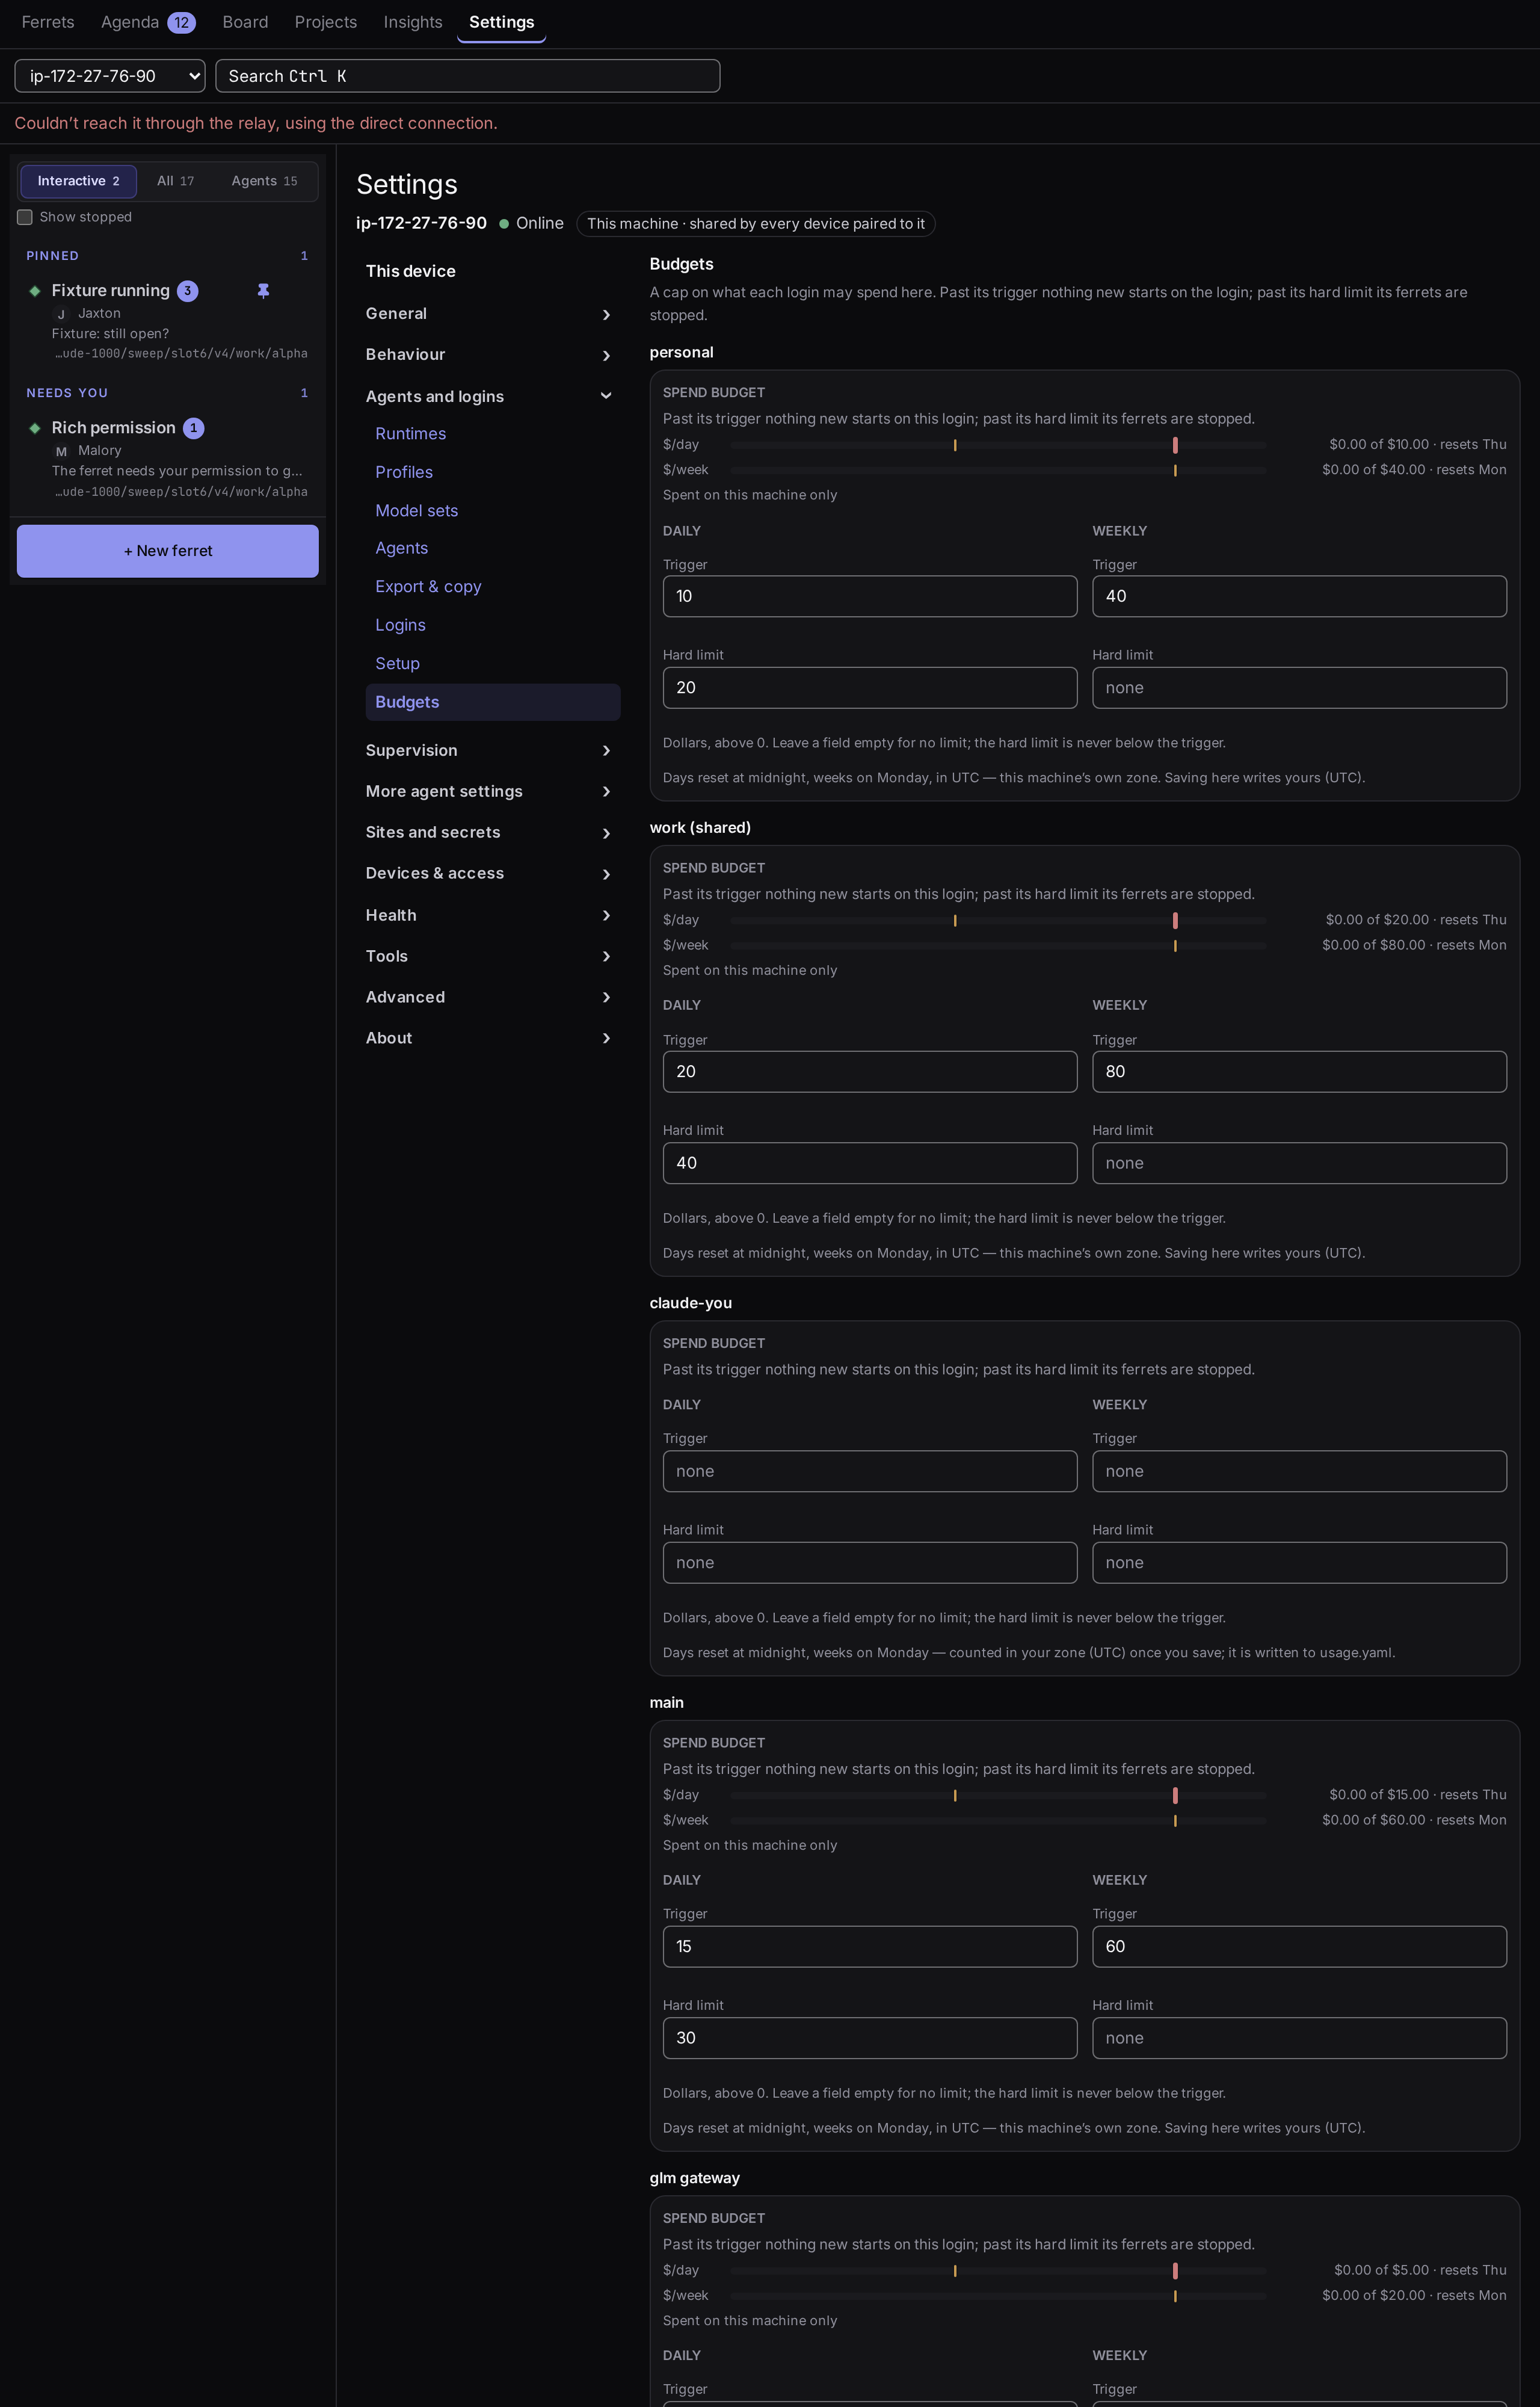 Ferrets Agenda 12 Board Projects Insights Settings
ip-172-27-76-90 Search Ctrl K
Couldn’t reach it through the relay, using the direct connection.
Interactive 2 All 17 Agents 15
Show stopped
PINNED 1
Fixture running 3
J Jaxton
Fixture: still open?
…ude-1000/sweep/slot6/v4/work/alpha
NEEDS YOU 1
Rich permission 1
M Malory
The ferret needs your permission to g…
…ude-1000/sweep/slot6/v4/work/alpha
+ New ferret
Settings
ip-172-27-76-90 Online This machine · shared by every device paired to it
This device
General
Behaviour
Agents and logins
Runtimes
Profiles
Model sets
Agents
Export & copy
Logins
Setup
Budgets
Supervision
More agent settings
Sites and secrets
Devices & access
Health
Tools
Advanced
About
Budgets
A cap on what each login may spend here. Past its trigger nothing new starts on the login; past its hard limit its ferrets are
stopped.
personal
SPEND BUDGET
Past its trigger nothing new starts on this login; past its hard limit its ferrets are stopped.
$/day $0.00 of $10.00 · resets Thu
$/week $0.00 of $40.00 · resets Mon
Spent on this machine only
DAILY WEEKLY
Trigger Trigger
10 40
Hard limit Hard limit
20 none
Dollars, above 0. Leave a field empty for no limit; the hard limit is never below the trigger.
Days reset at midnight, weeks on Monday, in UTC — this machine’s own zone. Saving here writes yours (UTC).
work (shared)
SPEND BUDGET
Past its trigger nothing new starts on this login; past its hard limit its ferrets are stopped.
$/day $0.00 of $20.00 · resets Thu
$/week $0.00 of $80.00 · resets Mon
Spent on this machine only
DAILY WEEKLY
Trigger Trigger
20 80
Hard limit Hard limit
40 none
Dollars, above 0. Leave a field empty for no limit; the hard limit is never below the trigger.
Days reset at midnight, weeks on Monday, in UTC — this machine’s own zone. Saving here writes yours (UTC).
claude-you
SPEND BUDGET
Past its trigger nothing new starts on this login; past its hard limit its ferrets are stopped.
DAILY WEEKLY
Trigger Trigger
none none
Hard limit Hard limit
none none
Dollars, above 0. Leave a field empty for no limit; the hard limit is never below the trigger.
Days reset at midnight, weeks on Monday — counted in your zone (UTC) once you save; it is written to usage.yaml.
main
SPEND BUDGET
Past its trigger nothing new starts on this login; past its hard limit its ferrets are stopped.
$/day $0.00 of $15.00 · resets Thu
$/week $0.00 of $60.00 · resets Mon
Spent on this machine only
DAILY WEEKLY
Trigger Trigger
15 60
Hard limit Hard limit
30 none
Dollars, above 0. Leave a field empty for no limit; the hard limit is never below the trigger.
Days reset at midnight, weeks on Monday, in UTC — this machine’s own zone. Saving here writes yours (UTC).
glm gateway
SPEND BUDGET
Past its trigger nothing new starts on this login; past its hard limit its ferrets are stopped.
$/day $0.00 of $5.00 · resets Thu
$/week $0.00 of $20.00 · resets Mon
Spent on this machine only
DAILY WEEKLY
Trigger Trigger